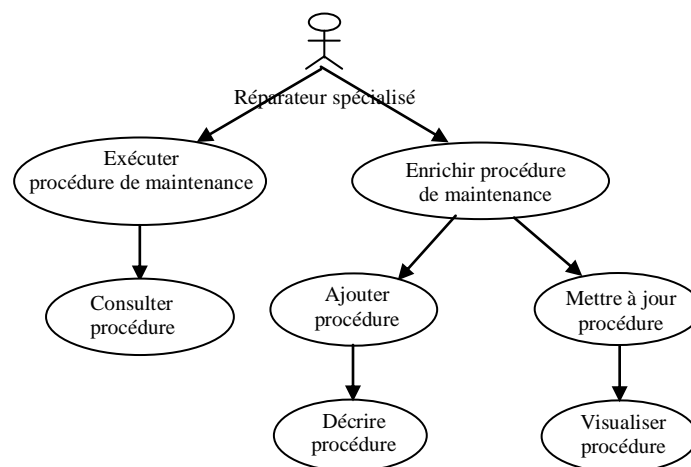 Réparateur spécialisé
Exécuter
procédure de maintenance
Enrichir procédure
de maintenance
Consulter
procédure
Ajouter
procédure
Mettre à jour
procédure
Décrire
procédure
Visualiser
procédure